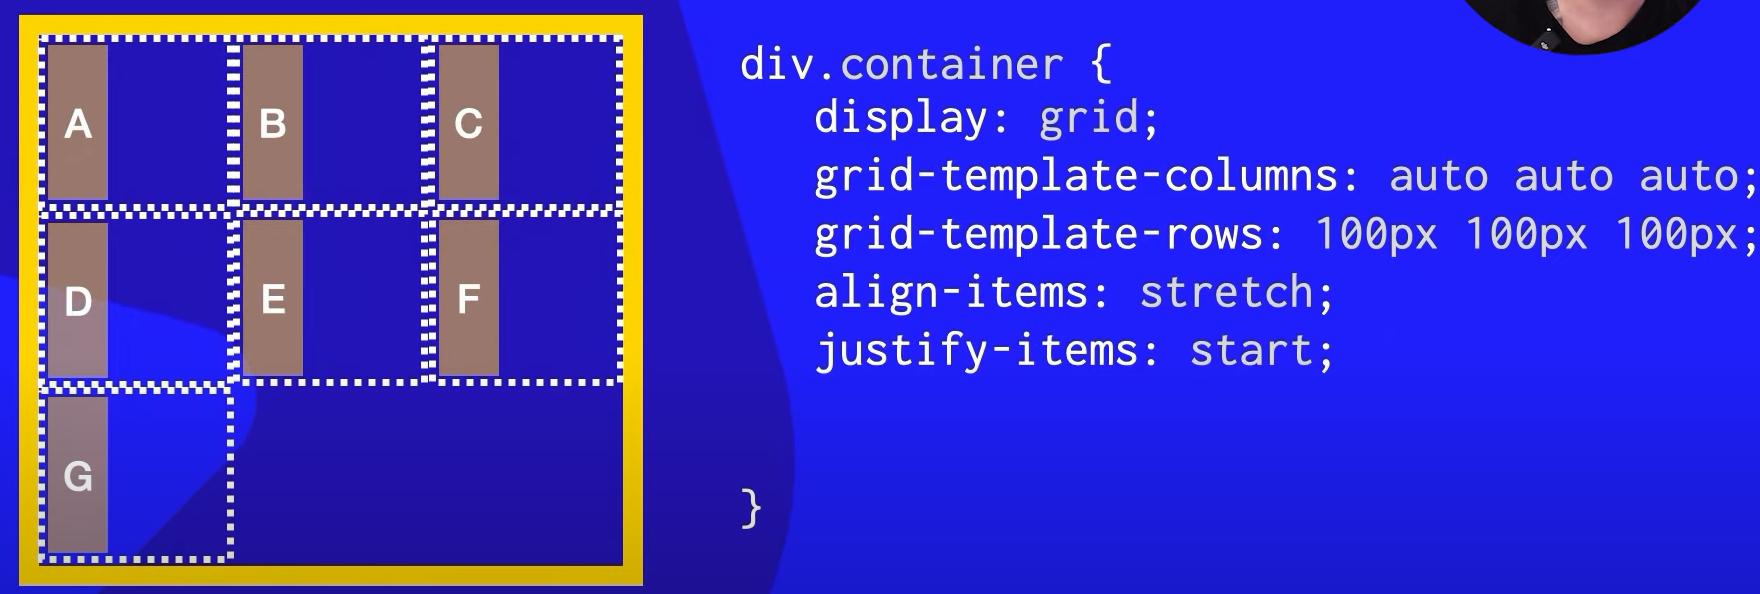 A B C
D E F
G
div.container {
display: grid;
grid-template-columns: auto auto auto;
grid-template-rows: 100px 100px 100px;
align-items: stretch;
justify-items: start;
}